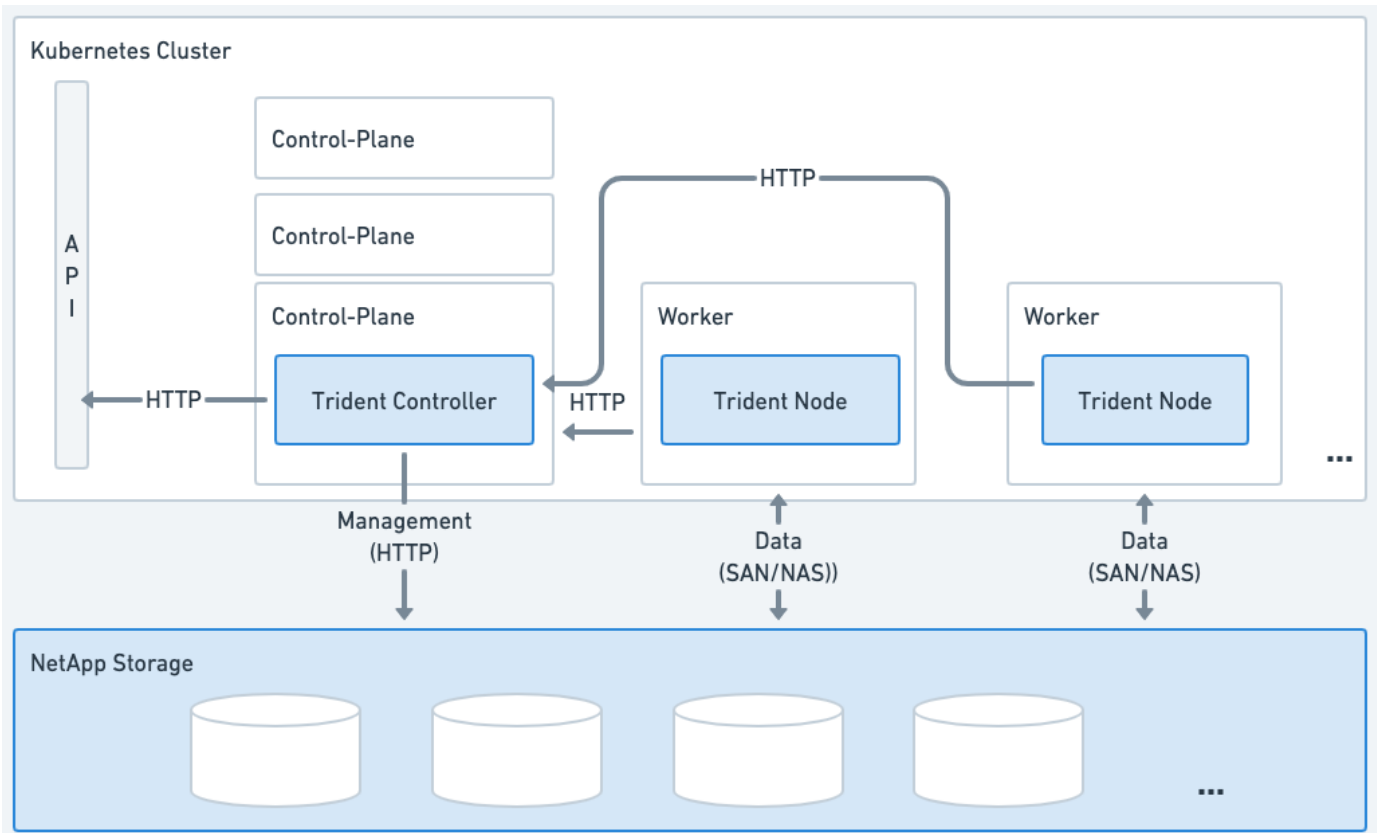 Kubernetes Cluster
Control-Plane
HTTP
Control-Plane
A
P
I
Control-Plane
Worker
Worker
HTTP
Trident Controller
HTTP
Trident Node
Trident Node
...
Management
(HTTP)
Data
(SAN/NAS))
Data
(SAN/NAS)
NetApp Storage
...